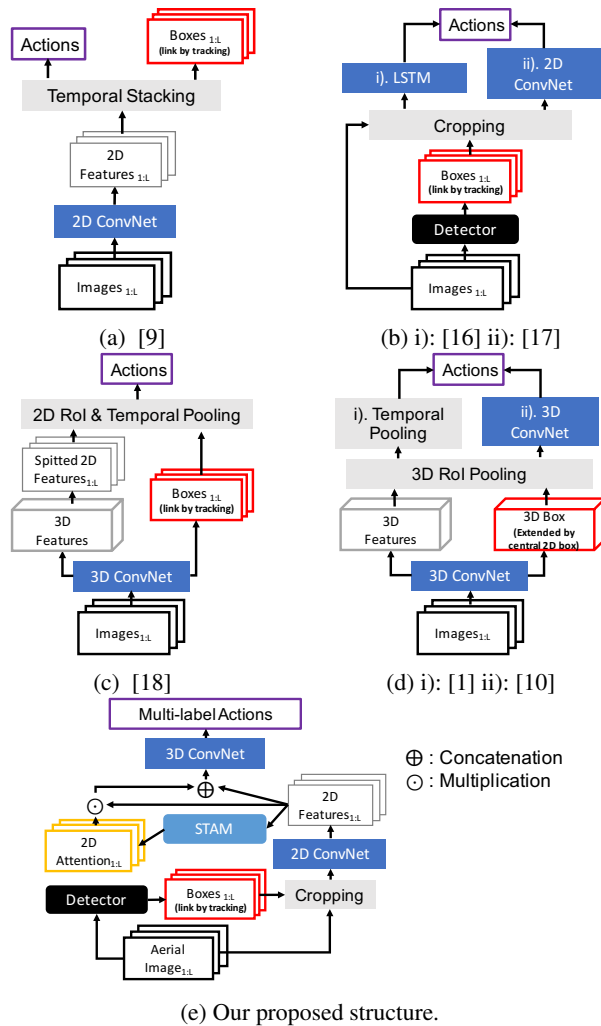 Actions
Boxes 1:L
(link by tracking)
Temporal Stacking
2D
Features 1:L
2D ConvNet
Images 1:L
(a) [9]
Actions
i). LSTM
ii). 2D
ConvNet
Cropping
Boxes 1:L
(link by tracking)
Detector
Images 1:L
(b) i): [16] ii): [17]
Actions
2D RoI & Temporal Pooling
Spitted 2D
Features1:L
Boxes 1:L
(link by tracking)
3D
Features
3D ConvNet
Images1:L
(c) [18]
Actions
i). Temporal
Pooling
ii). 3D
ConvNet
3D RoI Pooling
3D
Features
3D Box
(Extended by
central 2D box)
3D ConvNet
Images1:L
(d) i): [1] ii): [10]
Multi-label Actions
3D ConvNet
⊕ : Concatenation
⊙ : Multiplication
2D
Features1:L
STAM
2D
Attention1:L
2D ConvNet
Detector
Boxes 1:L
(link by tracking)
Cropping
Aerial
Image1:L
(e) Our proposed structure.